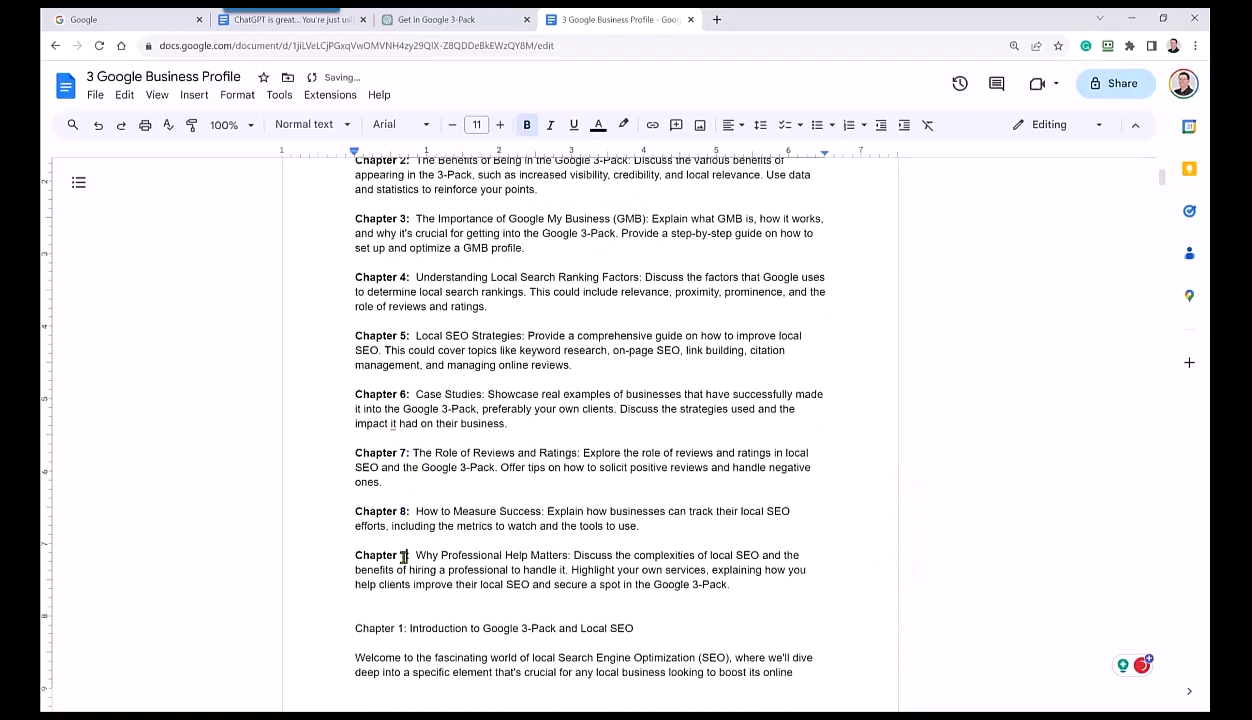 Google
ChatGPT is great... You're just usi
Get in Google 3-Pack
3 Google Business Profile - Goog
docs.google.com/document/d/1jiLVeLCjPGxqVwOMVNH4zy29QIX-Z8QDDeBkEWzQY8M/edit
3 Google Business Profile
Saving...
File Edit View Insert Format Tools Extensions Help
Share
100% Normal text Arial 11 B I U A Editing
1 1 2 3 4 5 6 7
Chapter 2: The Benefits of Being in the Google 3-Pack: Discuss the various benefits of
appearing in the 3-Pack, such as increased visibility, credibility, and local relevance. Use data
and statistics to reinforce your points.
Chapter 3: The Importance of Google My Business (GMB): Explain what GMB is, how it works,
and why it's crucial for getting into the Google 3-Pack. Provide a step-by-step guide on how to
set up and optimize a GMB profile.
Chapter 4: Understanding Local Search Ranking Factors: Discuss the factors that Google uses
to determine local search rankings. This could include relevance, proximity, prominence, and the
role of reviews and ratings.
Chapter 5: Local SEO Strategies: Provide a comprehensive guide on how to improve local
SEO. This could cover topics like keyword research, on-page SEO, link building, citation
management, and managing online reviews.
Chapter 6: Case Studies: Showcase real examples of businesses that have successfully made
it into the Google 3-Pack, preferably your own clients. Discuss the strategies used and the
impact it had on their business.
Chapter 7: The Role of Reviews and Ratings: Explore the role of reviews and ratings in local
SEO and the Google 3-Pack. Offer tips on how to solicit positive reviews and handle negative
ones.
Chapter 8: How to Measure Success: Explain how businesses can track their local SEO
efforts, including the metrics to watch and the tools to use.
Chapter Why Professional Help Matters: Discuss the complexities of local SEO and the
benefits of hiring a professional to handle it. Highlight your own services, explaining how you
help clients improve their local SEO and secure a spot in the Google 3-Pack.
Chapter 1: Introduction to Google 3-Pack and Local SEO
Welcome to the fascinating world of local Search Engine Optimization (SEO), where we'll dive
deep into a specific element that's crucial for any local business looking to boost its online